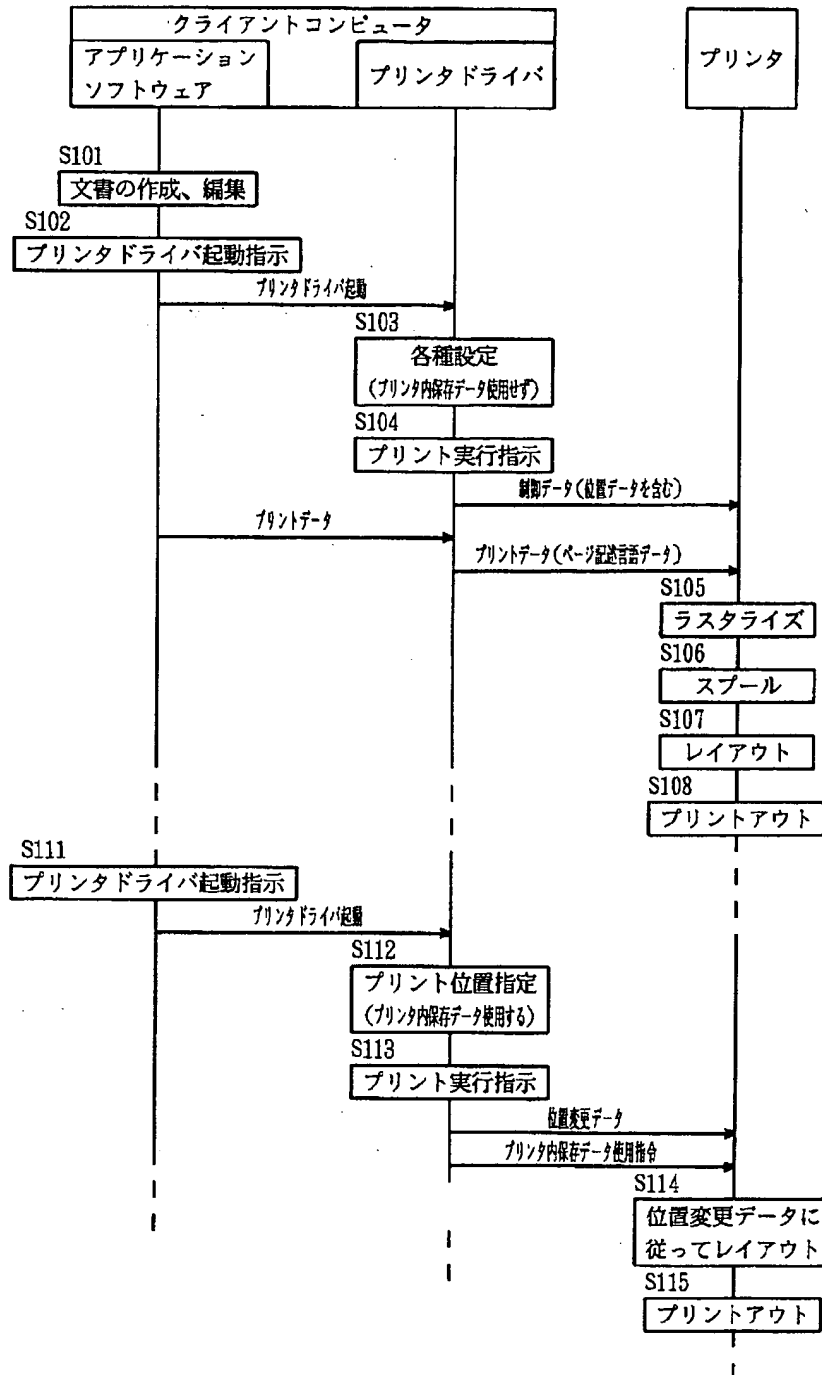 クライアントコンピュータ
アプリケーション
ソフトウェア
プリンタドライバ
プリンタ
S101
文書の作成、編集
S102
プリンタドライバ起動指示
プリンタドライバ起動
S103
各種設定
(プリンタ内保存データ使用せず)
S104
プリント実行指示
制御データ(位置データを含む)
プリントデータ
プリントデータ(ページ記述言語データ)
S105
ラスタライズ
S106
スプール
S107
レイアウト
S108
プリントアウト
S111
プリンタドライバ起動指示
プリンタドライバ起動
S112
プリント位置指定
(プリンタ内保存データ使用する)
S113
プリント実行指示
位置変更データ
プリンタ内保存データ使用指令
S114
位置変更データに
従ってレイアウト
S115
プリントアウト